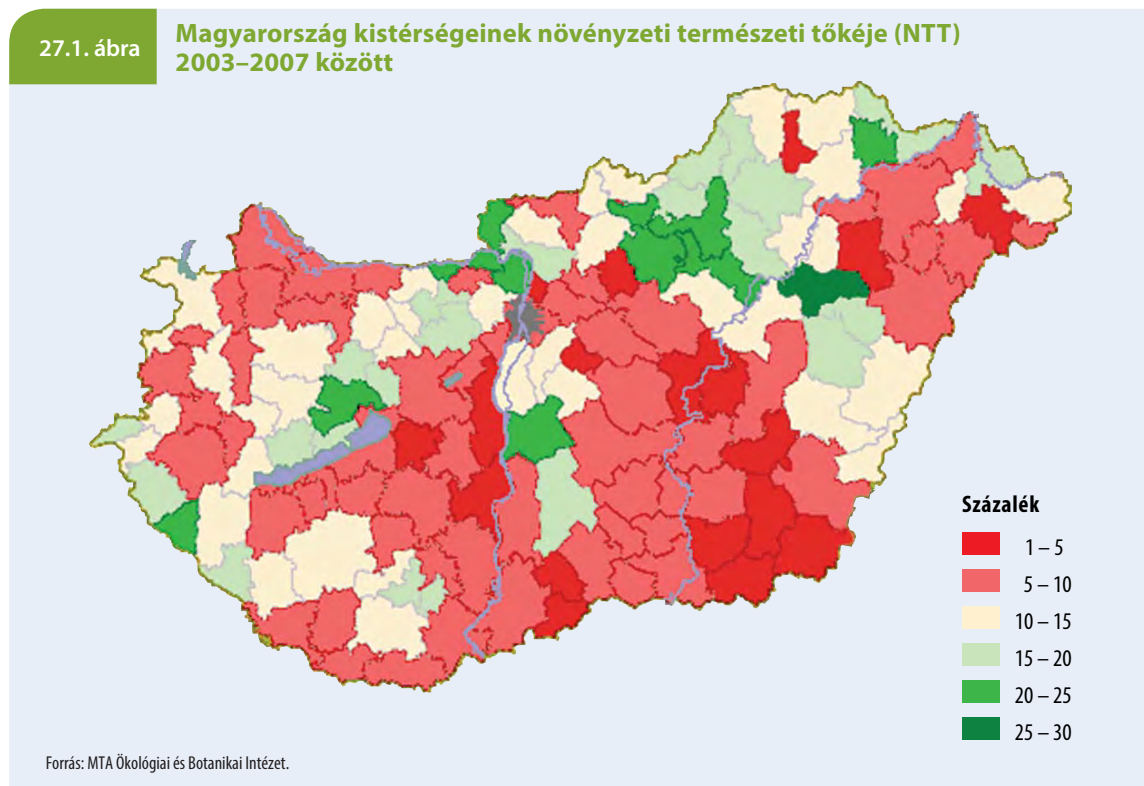 27.1. ábra
Magyarország kistérségeinek növényzeti természeti tőkéje (NTT)
2003–2007 között
Százalék
1 – 5
5 – 10
10 – 15
15 – 20
20 – 25
25 – 30
Forrás: MTA Ökológiai és Botanikai Intézet.